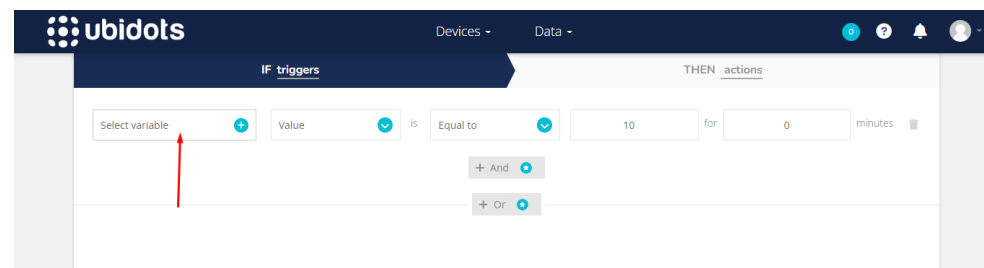 ubidots Devices Data 0 ?
IF triggers THEN actions
Select variable Value is Equal to 10 for 0 minutes
+ And
+ Or